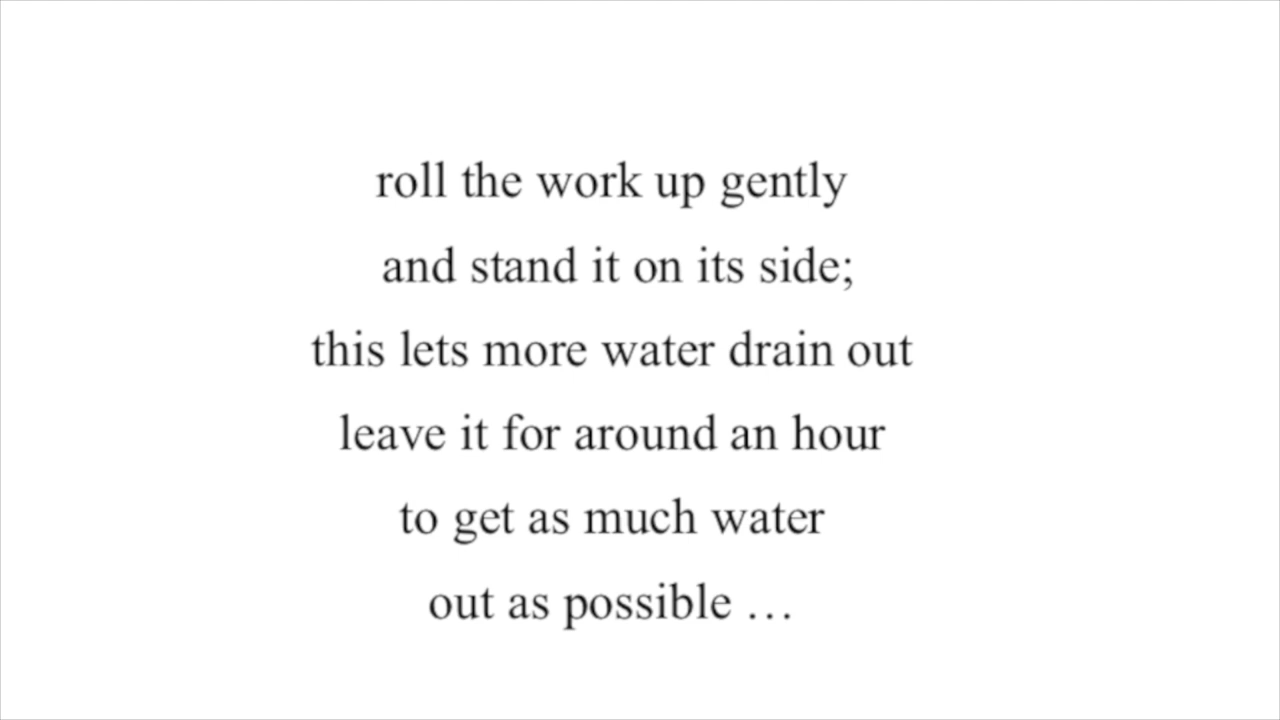 roll the work up gently
and stand it on its side;
this lets more water drain out
leave it for around an hour
to get as much water
out as possible …